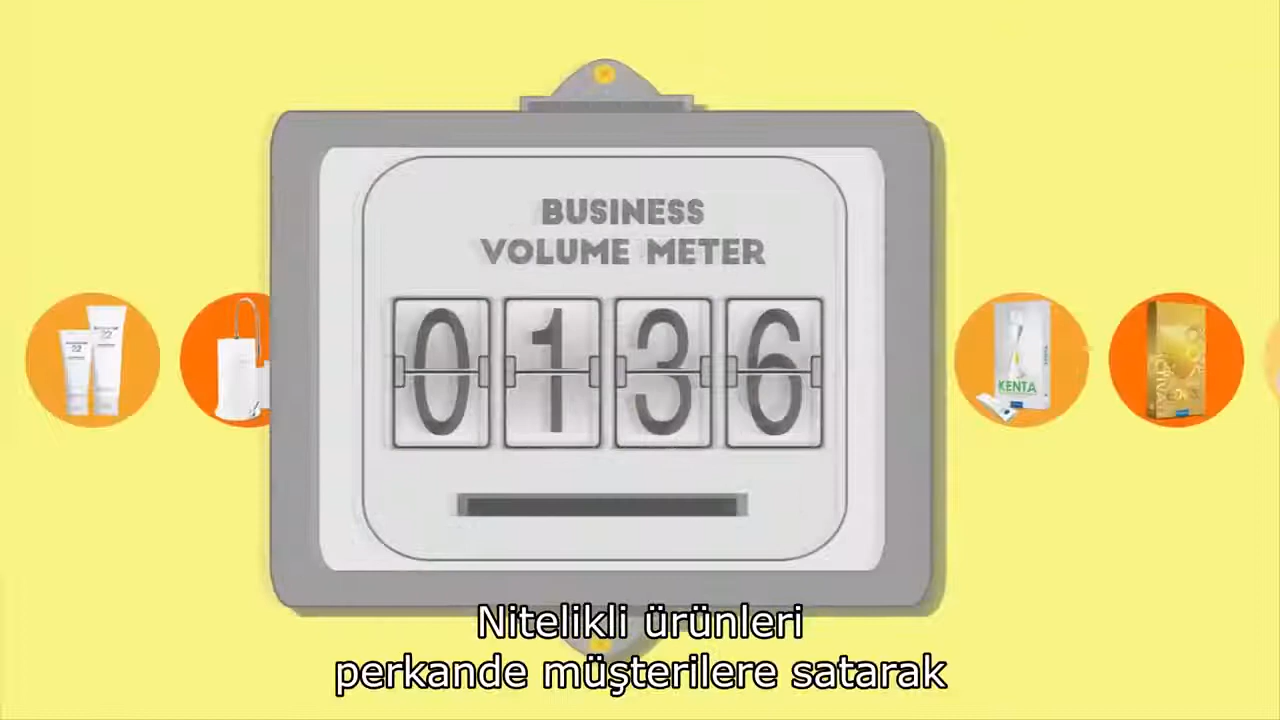 BUSINESS
VOLUME METER
0136
KENTA
Nitelikli ürünleri
perkande müşterilere satarak